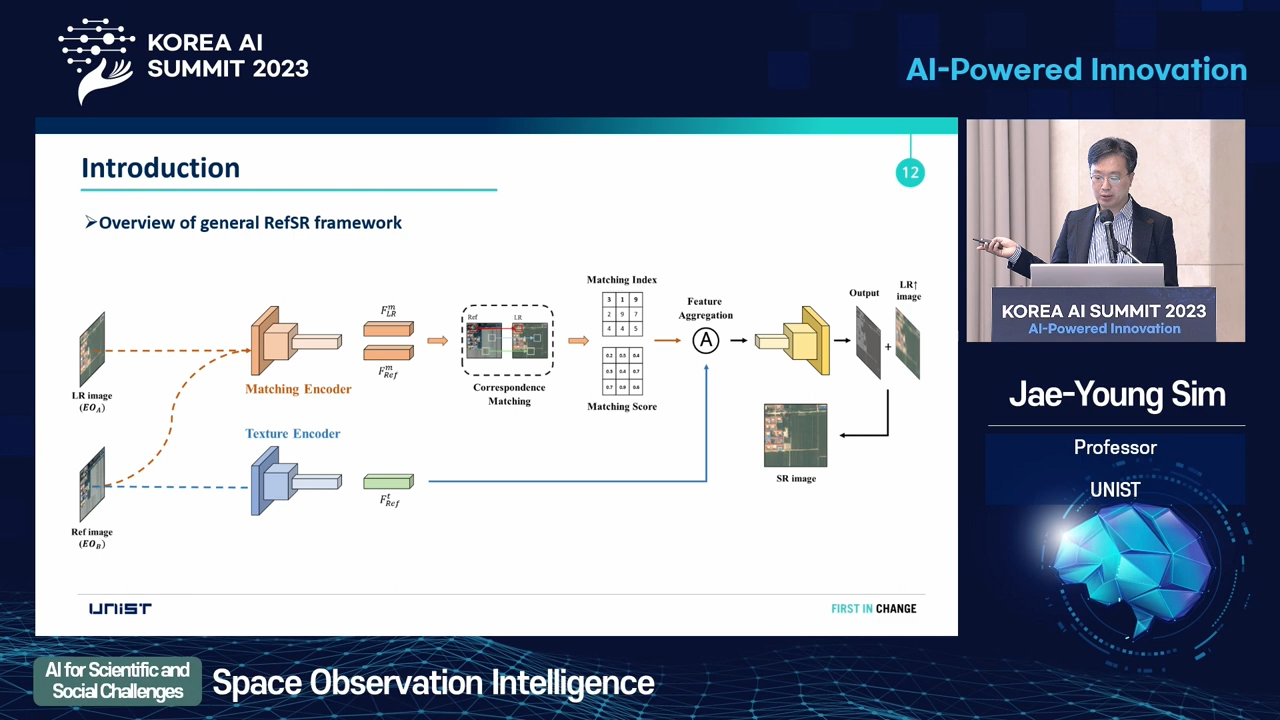 KOREA AI
SUMMIT 2023
AI-Powered Innovation
Introduction
12
➢Overview of general RefSR framework
LR image
(EO_A)
Ref image
(EO_B)
Matching Encoder
Texture Encoder
F^m_LR
F^m_Ref
F^t_Ref
Ref
LR
Correspondence
Matching
Matching Index
3 1 9
2 9 7
4 4 5
0.2 0.5 0.4
0.3 0.4 0.7
0.7 0.8 0.6
Matching Score
Feature
Aggregation
A
Output
LR↑
image
+
SR image
UNIST
FIRST IN CHANGE
KOREA AI SUMMIT 2023
AI-Powered Innovation
Jae-Young Sim
Professor
UNIST
AI for Scientific and
Social Challenges
Space Observation Intelligence